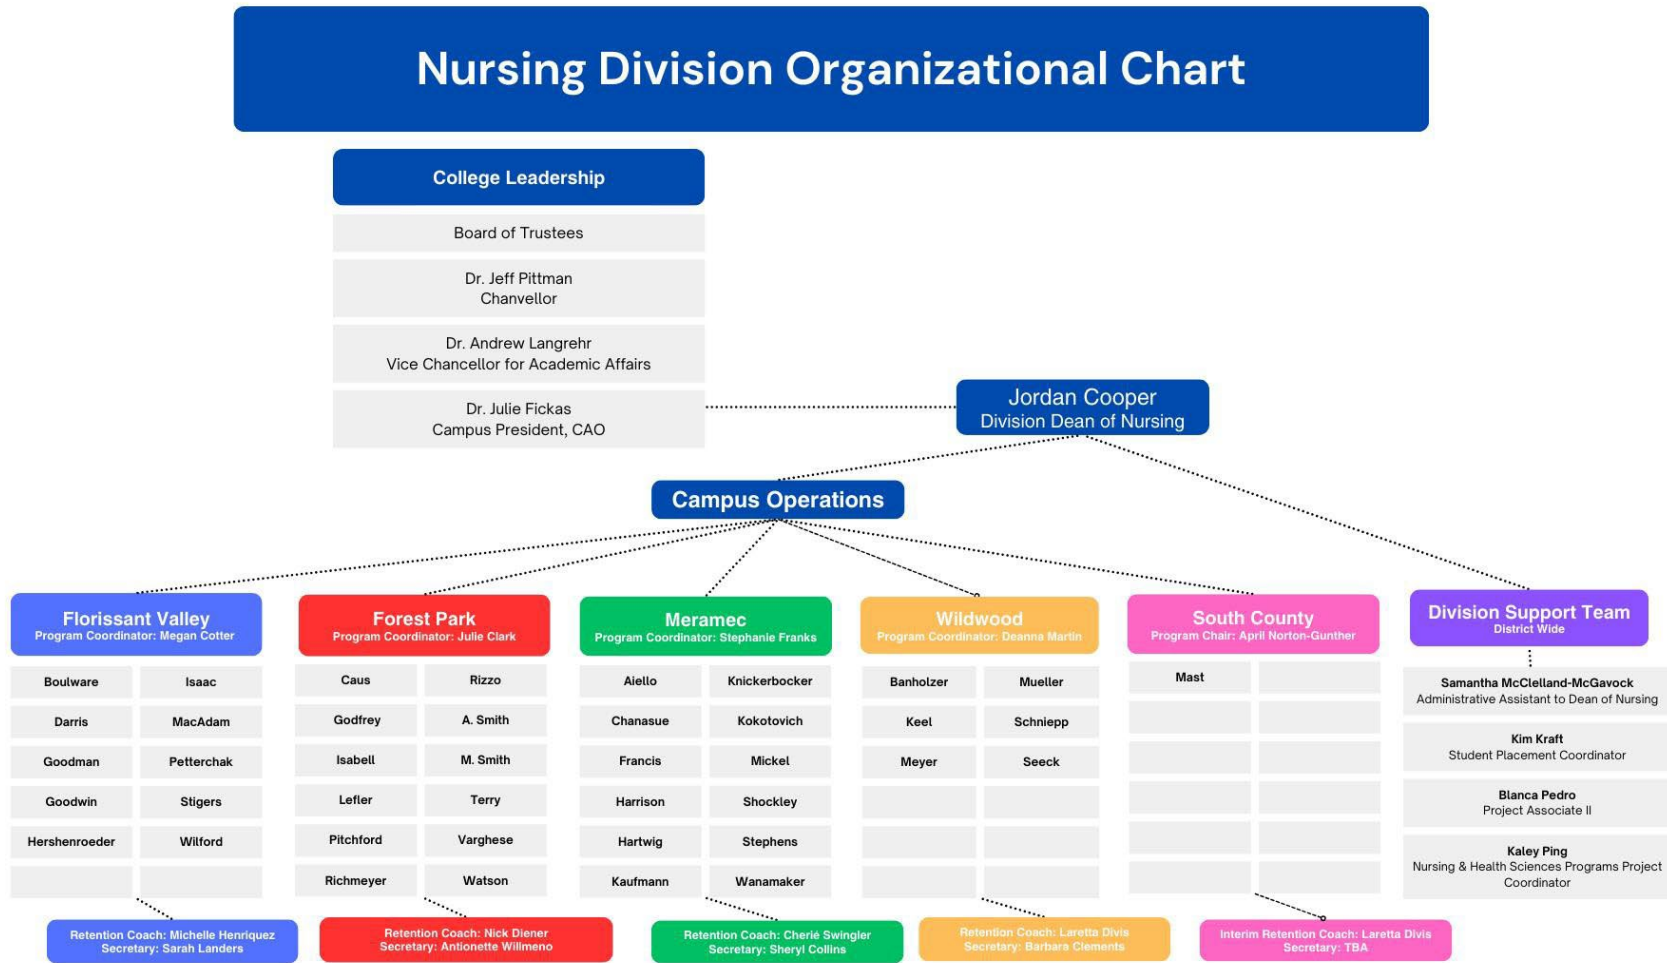 Nursing Division Organizational Chart
College Leadership
Board of Trustees
Dr. Jeff Pittman
Chanvellor
Dr. Andrew Langrehr
Vice Chancellor for Academic Affairs
Dr. Julie Fickas
Campus President, CAO
Jordan Cooper
Division Dean of Nursing
Campus Operations
Florissant Valley
Program Coordinator: Megan Cotter
Boulware
Isaac
Darris
MacAdam
Goodman
Petterchak
Goodwin
Stigers
Hershenroeder
Wilford
Retention Coach: Michelle Henriquez
Secretary: Sarah Landers
Forest Park
Program Coordinator: Julie Clark
Caus
Rizzo
Godfrey
A. Smith
Isabell
M. Smith
Lefler
Terry
Pitchford
Varghese
Richmeyer
Watson
Retention Coach: Nick Diener
Secretary: Antionette Willmeno
Meramec
Program Coordinator: Stephanie Franks
Aiello
Knickerbocker
Chanasue
Kokotovich
Francis
Mickel
Harrison
Shockley
Hartwig
Stephens
Kaufmann
Wanamaker
Retention Coach: Cherié Swingler
Secretary: Sheryl Collins
Wildwood
Program Coordinator: Deanna Martin
Banholzer
Mueller
Keel
Schniepp
Meyer
Seeck
Retention Coach: Laretta Divis
Secretary: Barbara Clements
South County
Program Chair: April Norton-Gunther
Mast
Interim Retention Coach: Laretta Divis
Secretary: TBA
Division Support Team
District Wide
Samantha McClelland-McGavock
Administrative Assistant to Dean of Nursing
Kim Kraft
Student Placement Coordinator
Blanca Pedro
Project Associate II
Kaley Ping
Nursing & Health Sciences Programs Project
Coordinator